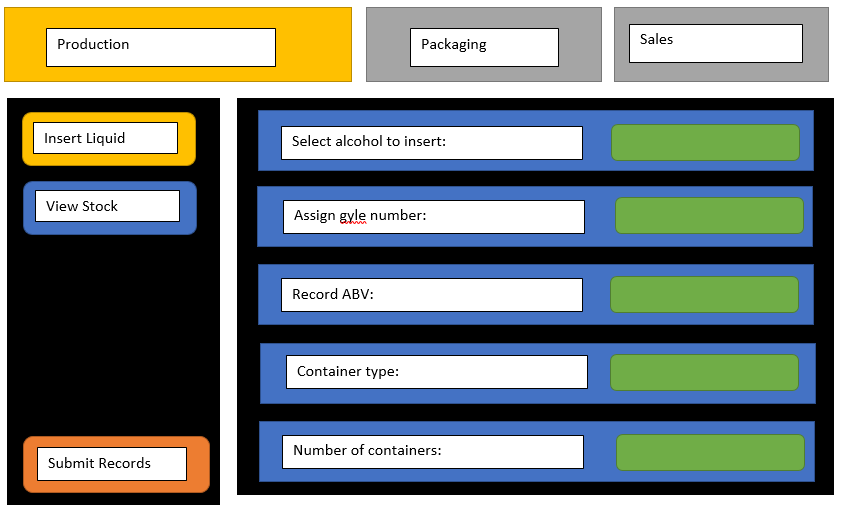 Production
Packaging
Sales
Insert Liquid
View Stock
Submit Records
Select alcohol to insert:
Assign gyle number:
Record ABV:
Container type:
Number of containers: